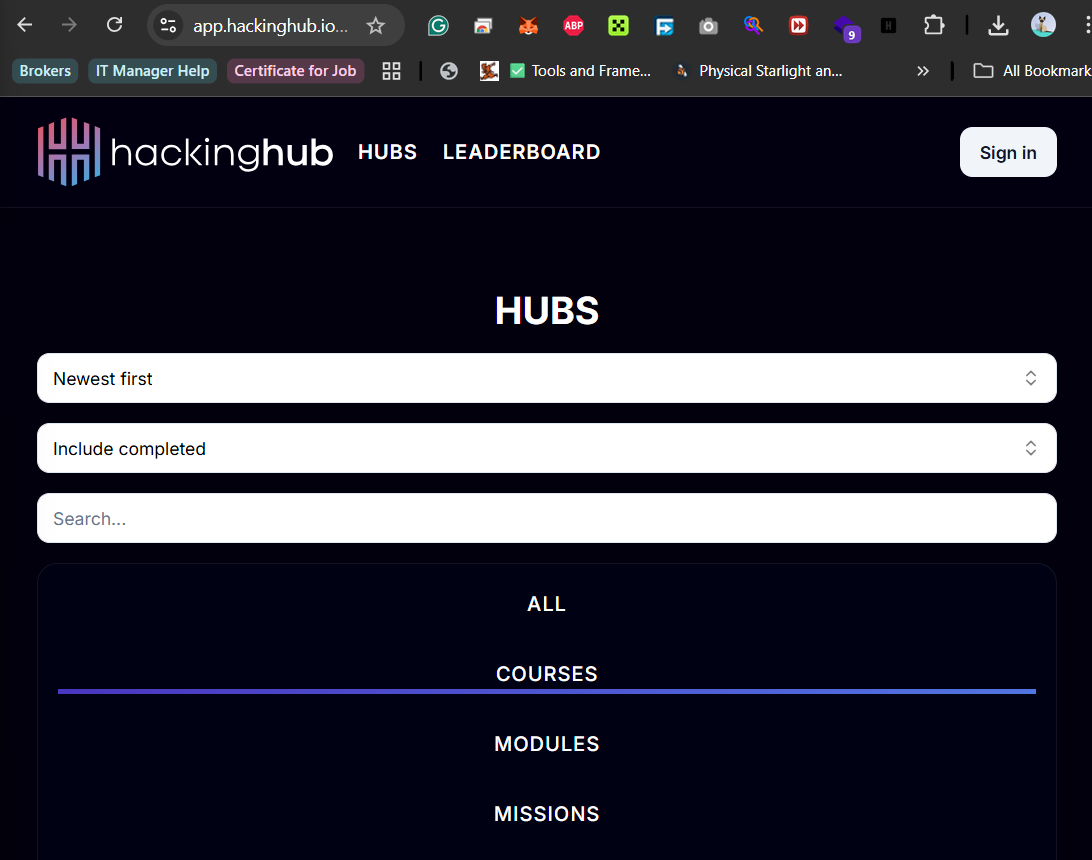 app.hackinghub.io...
ABP
9
H
Brokers
IT Manager Help
Certificate for Job
Tools and Frame...
Physical Starlight an...
All Bookmark
hackinghub
HUBS
LEADERBOARD
Sign in
HUBS
Newest first
Include completed
Search...
ALL
COURSES
MODULES
MISSIONS